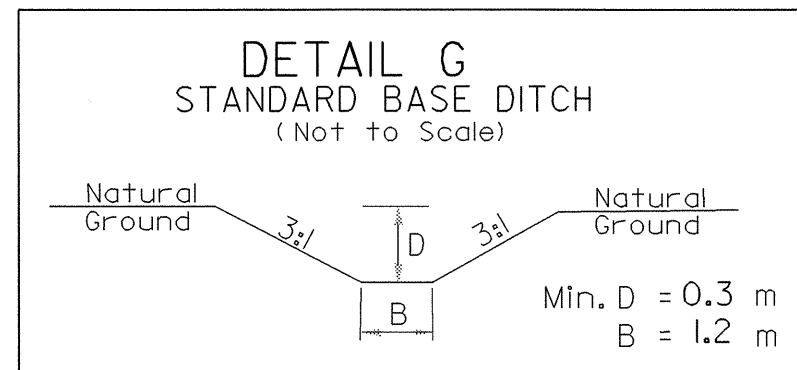 DETAIL G
STANDARD BASE DITCH
(Not to Scale)
Natural
Ground
3:1
D
3:1
Natural
Ground
B
Min. D = 0.3 m
B = 1.2 m